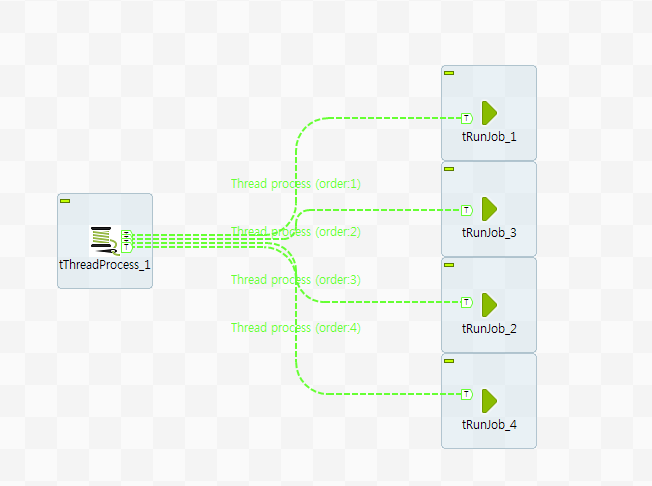 T
tRunJob_1
Thread process (order:1)
T
tRunJob_3
Thread process (order:2)
T
tThreadProcess_1
Thread process (order:3)
T
tRunJob_2
Thread process (order:4)
T
tRunJob_4